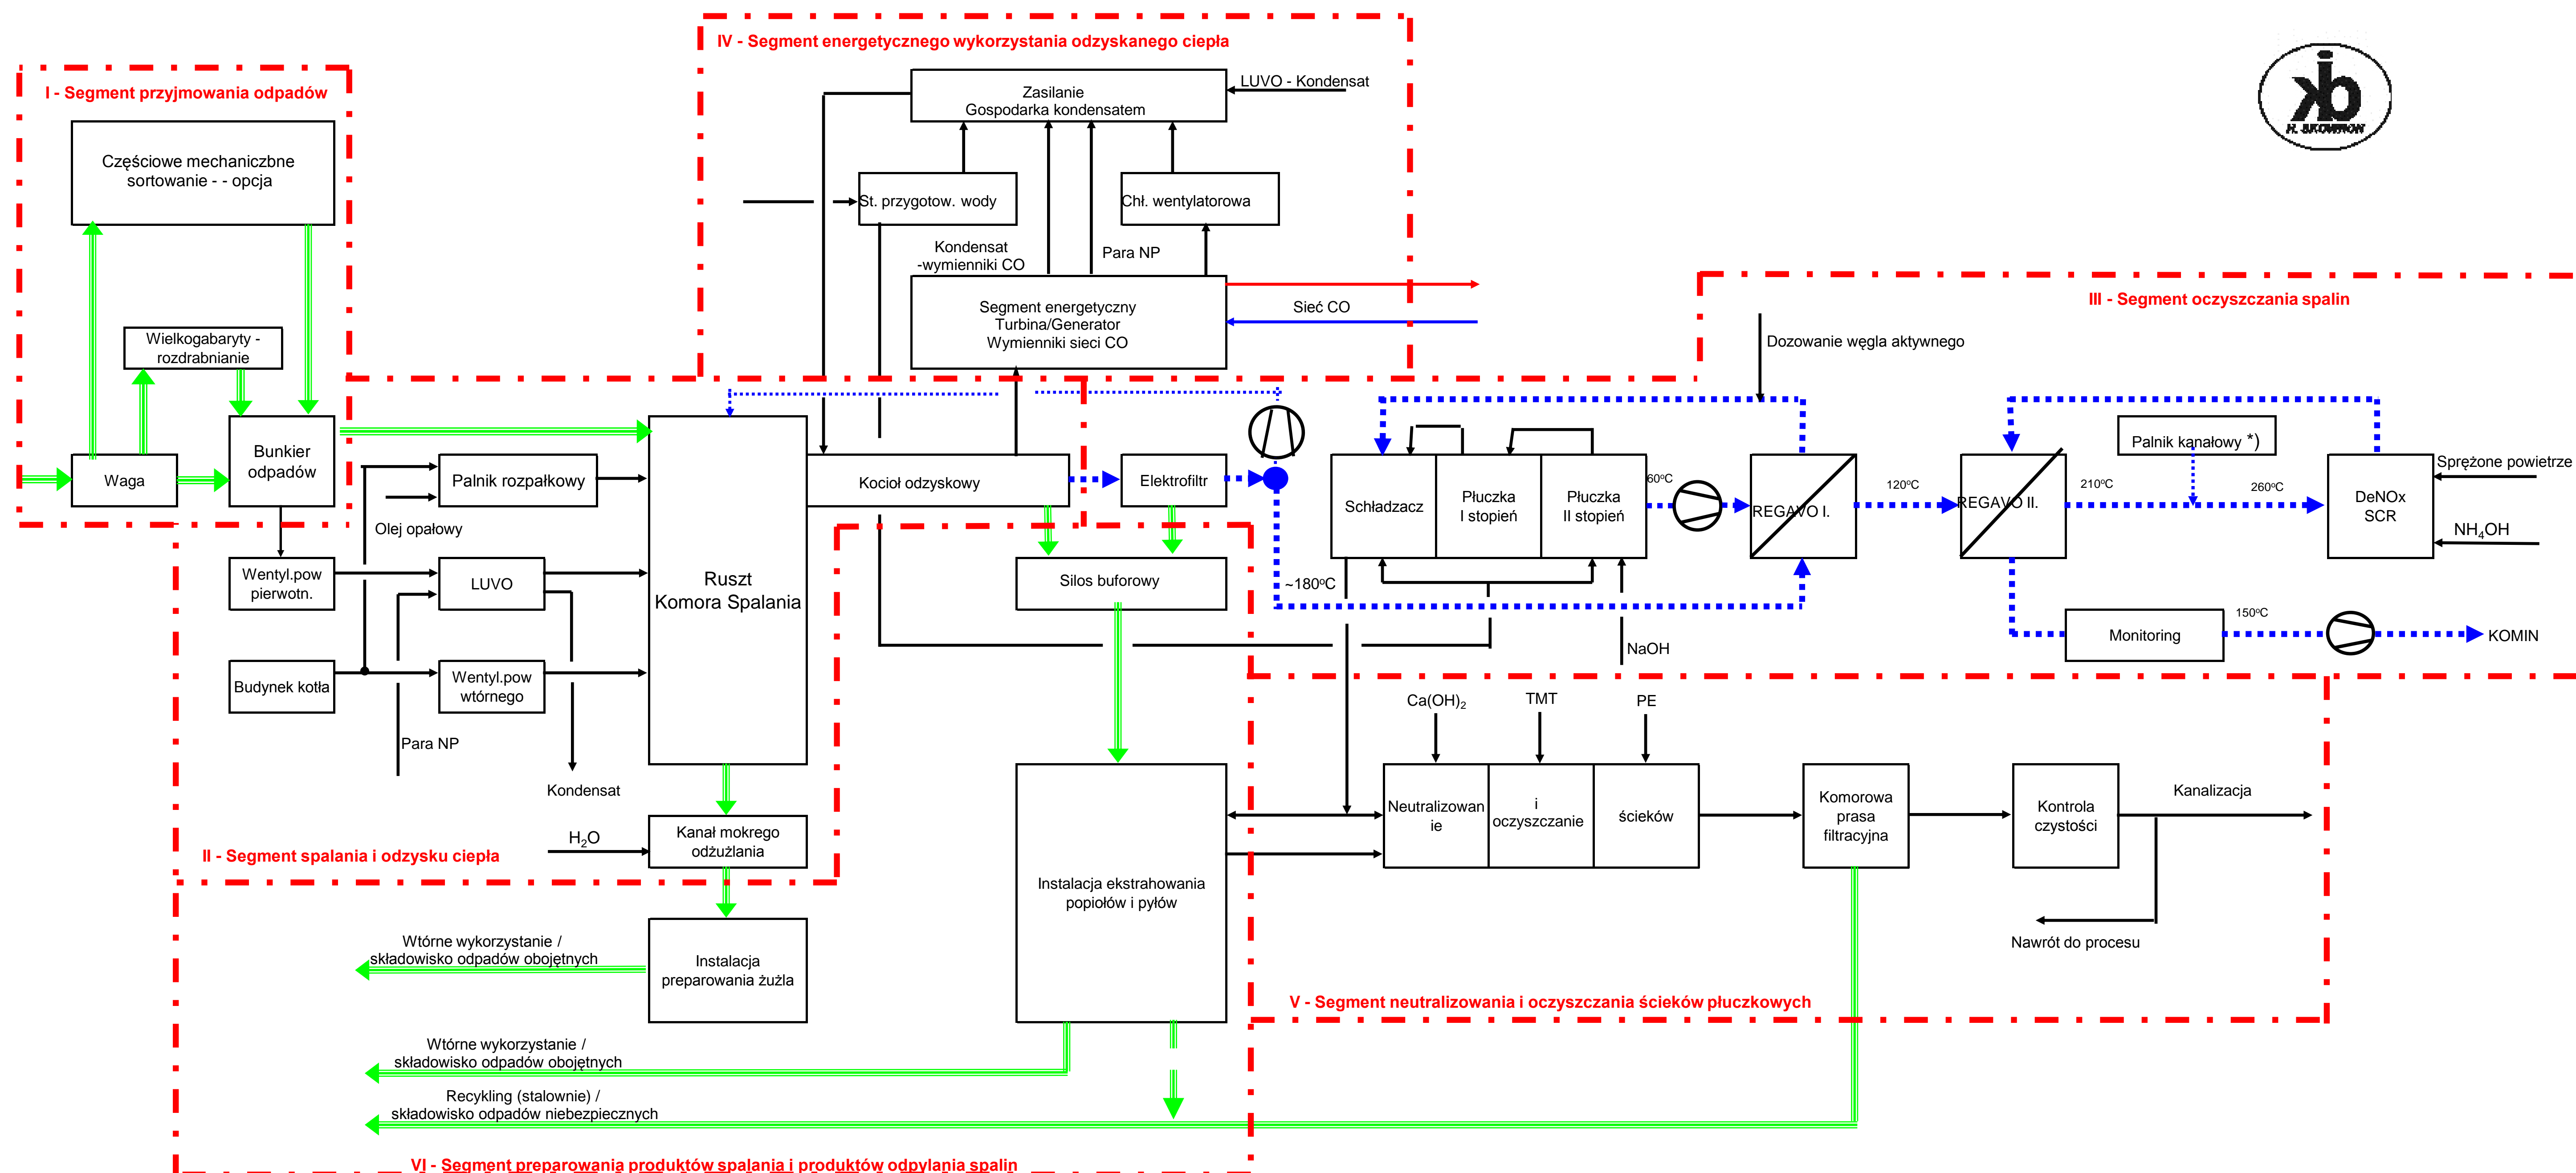 IV - Segment energetycznego wykorzystania odzyskanego ciepła
I - Segment przyjmowania odpadów
Częściowe mechaniczbne
sortowanie - - opcja
Wielkogabaryty -
rozdrabnianie
Waga
Bunkier
odpadów
Zasilanie
Gospodarka kondensatem
LUVO - Kondensat
St. przygotow. wody
Chł. wentylatorowa
Kondensat
-wymienniki CO
Para NP
Segment energetyczny
Turbina/Generator
Wymienniki sieci CO
Sieć CO
III - Segment oczyszczania spalin
Dozowanie węgla aktywnego
Palnik kanałowy *)
Sprężone powietrze
Palnik rozpałkowy
Olej opałowy
Kocioł odzyskowy
Elektrofiltr
Schładzacz
Płuczka
I stopień
Płuczka
II stopień
60ºC
REGAVO I.
120ºC
REGAVO II.
210ºC
260ºC
DeNOx
SCR
NH₄OH
Wentyl.pow
pierwotn.
LUVO
Ruszt
Komora Spalania
Silos buforowy
~180ºC
NaOH
Monitoring
150ºC
KOMIN
Budynek kotła
Wentyl.pow
wtórnego
Para NP
Kondensat
H₂O
Kanał mokrego
odżużlania
II - Segment spalania i odzysku ciepła
Ca(OH)₂
TMT
PE
Neutralizowan
ie
i
oczyszczanie
ścieków
Komorowa
prasa
filtracyjna
Kontrola
czystości
Kanalizacja
Nawrót do procesu
Instalacja ekstrahowania
popiołów i pyłów
Instalacja
preparowania żużla
Wtórne wykorzystanie /
składowisko odpadów obojętnych
V - Segment neutralizowania i oczyszczania ścieków płuczkowych
Wtórne wykorzystanie /
składowisko odpadów obojętnych
Recykling (stalownie) /
składowisko odpadów niebezpiecznych
VI - Segment preparowania produktów spalania i produktów odpylania spalin